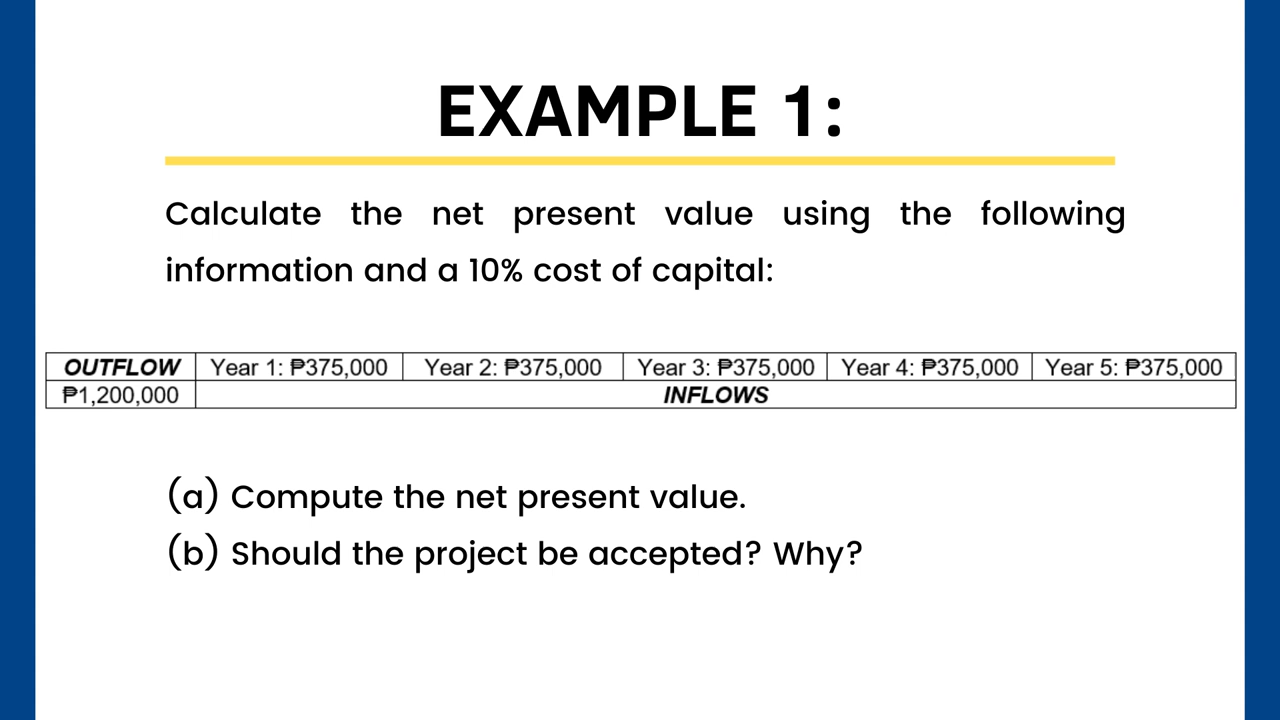 EXAMPLE 1:
Calculate the net present value using the following
information and a 10% cost of capital:
OUTFLOW Year 1: ₱375,000 Year 2: ₱375,000 Year 3: ₱375,000 Year 4: ₱375,000 Year 5: ₱375,000
₱1,200,000 INFLOWS
(a) Compute the net present value.
(b) Should the project be accepted? Why?